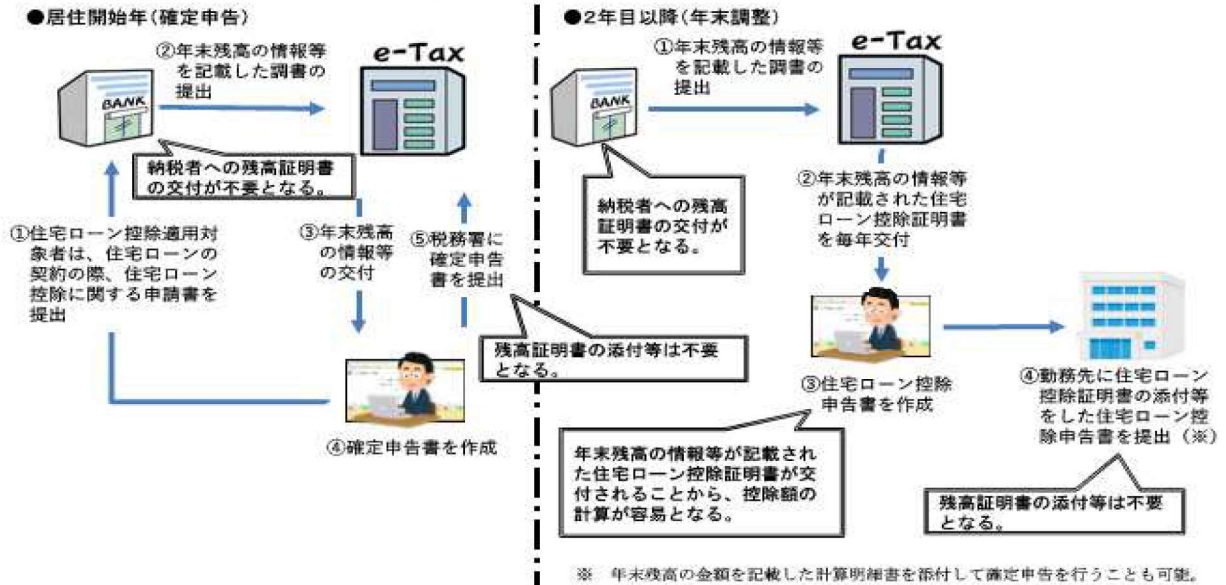 ●居住開始年(確定申告)
②年末残高の情報等
を記載した調書の
提出
e-Tax
BANK
納税者への残高証明書
の交付が不要となる。
①住宅ローン控除適用対
象者は、住宅ローンの
契約の際、住宅ローン
控除に関する申請書を
提出
③年末残高
の情報等
の交付
⑤税務署に
確定申告
書を提出
残高証明書の添付等は不要
となる。
④確定申告書を作成
●2年目以降(年末調整)
①年末残高の情報等
を記載した調書の
提出
e-Tax
BANK
納税者への残高
証明書の交付が
不要となる。
②年末残高の情報等
が記載された住宅
ローン控除証明書
を毎年交付
③住宅ローン控除
申告書を作成
④勤務先に住宅ローン
控除証明書の添付等
をした住宅ローン控
除申告書を提出(※)
年末残高の情報等が記載され
た住宅ローン控除証明書が交
付されることから、控除額の
計算が容易となる。
残高証明書の添付等は不要
となる。
※ 年末残高の金額を記載した計算明細書を添付して確定申告を行うことも可能。